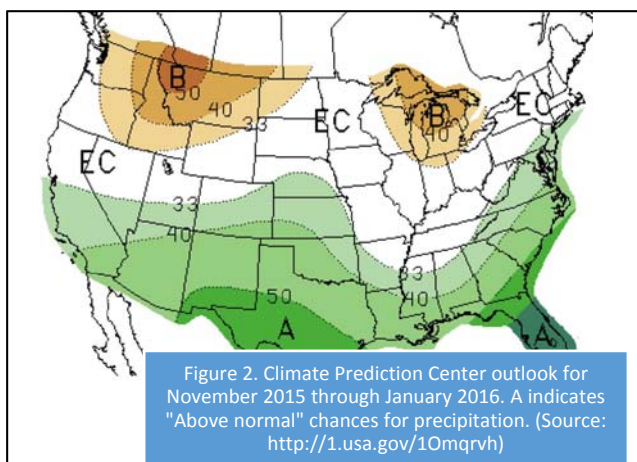 B
50
40
33
EC
B
40
EC
EC
33
40
33
40
50
A
A
Figure 2. Climate Prediction Center outlook for
November 2015 through January 2016. A indicates
"Above normal" chances for precipitation. (Source:
http://1.usa.gov/1Omqrvh)